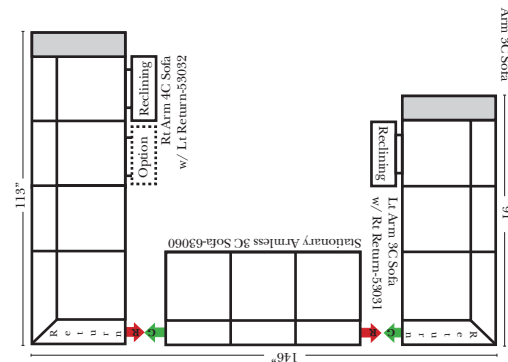 Arm 3C Sofa
113"
Reclining
Rt Arm 4C Sofa
w/ Lt Return-53032
Option
Reclining
Lt Arm 3C Sofa
w/ Rt Return-53031
Stationary Armless 3C Sofa-63060
Return
R
G
R
G
Return
146"